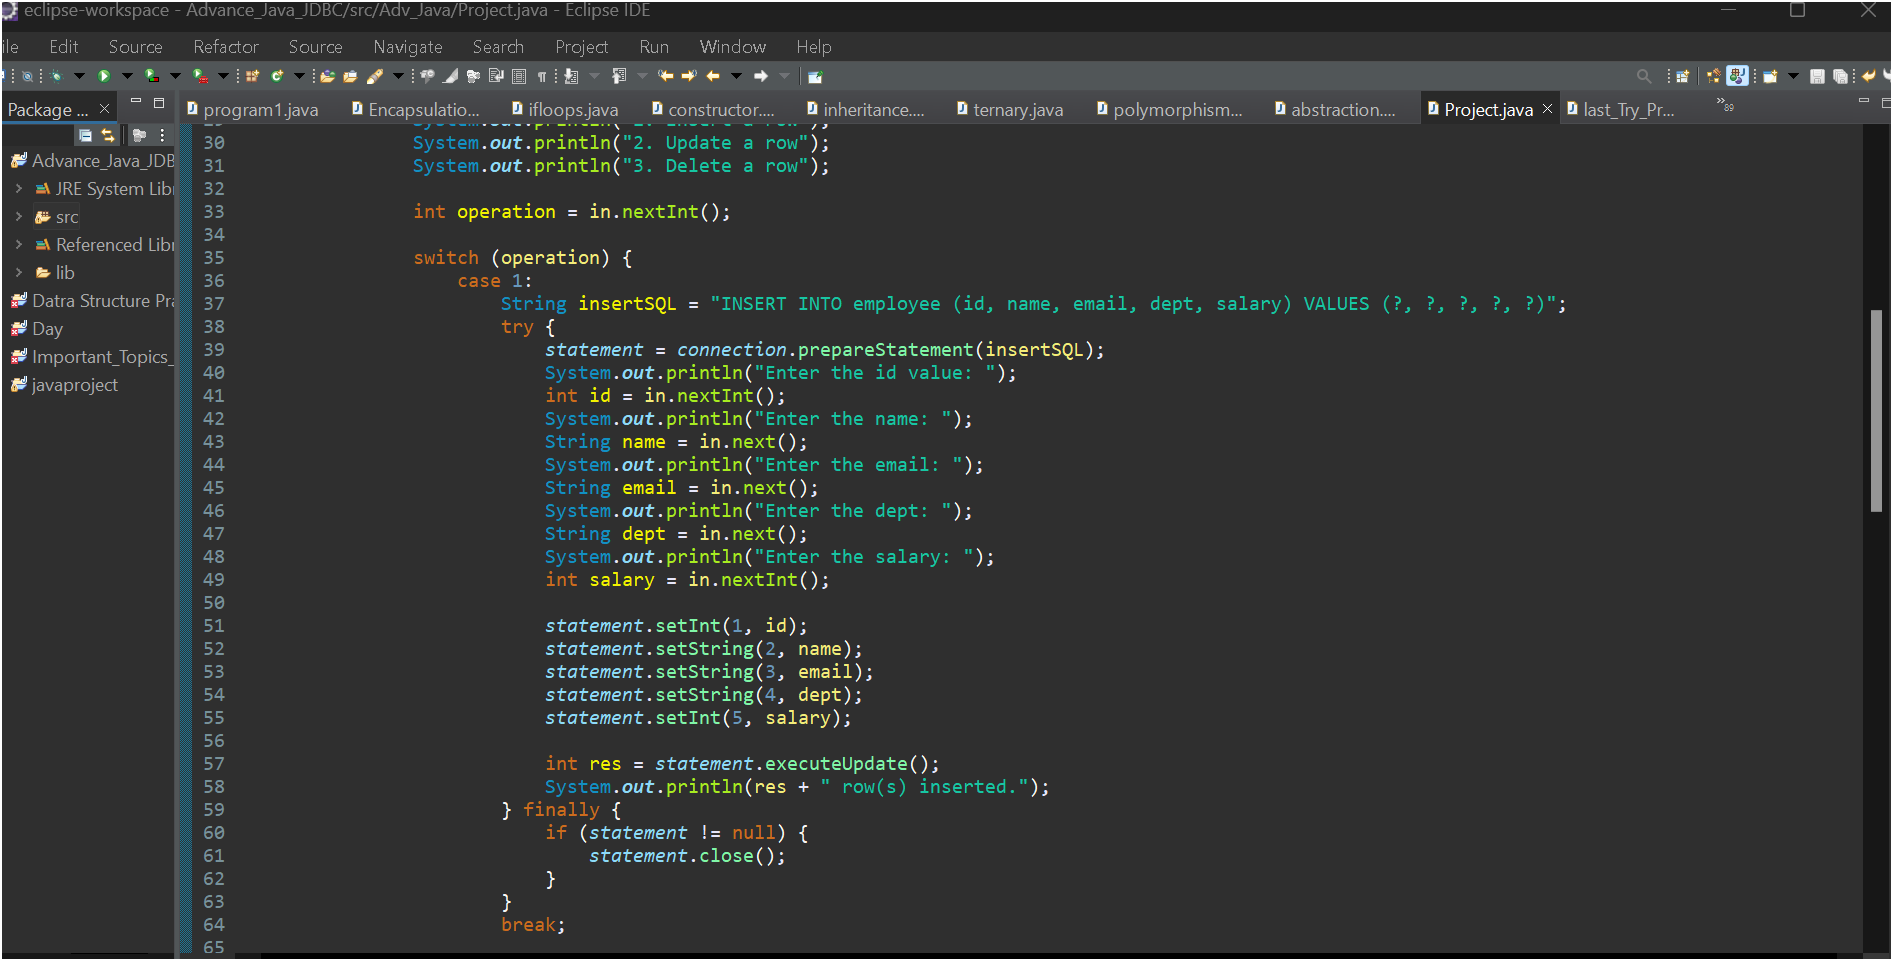 eclipse-workspace - Advance_Java_JDBC/src/Adv_Java/Project.java - Eclipse IDE
ile Edit Source Refactor Source Navigate Search Project Run Window Help
Package ...
program1.java Encapsulatio... ifloops.java constructor.... inheritance.... ternary.java polymorphism... abstraction.... Project.java last_Try_Pr... »89
Advance_Java_JDB
JRE System Libr
src
Referenced Libr
lib
Datra Structure Pra
Day
Important_Topics_
javaproject
30 System.out.println("2. Update a row");
31 System.out.println("3. Delete a row");
32
33 int operation = in.nextInt();
34
35 switch (operation) {
36 case 1:
37 String insertSQL = "INSERT INTO employee (id, name, email, dept, salary) VALUES (?, ?, ?, ?, ?)";
38 try {
39 statement = connection.prepareStatement(insertSQL);
40 System.out.println("Enter the id value: ");
41 int id = in.nextInt();
42 System.out.println("Enter the name: ");
43 String name = in.next();
44 System.out.println("Enter the email: ");
45 String email = in.next();
46 System.out.println("Enter the dept: ");
47 String dept = in.next();
48 System.out.println("Enter the salary: ");
49 int salary = in.nextInt();
50
51 statement.setInt(1, id);
52 statement.setString(2, name);
53 statement.setString(3, email);
54 statement.setString(4, dept);
55 statement.setInt(5, salary);
56
57 int res = statement.executeUpdate();
58 System.out.println(res + " row(s) inserted.");
59 } finally {
60 if (statement != null) {
61 statement.close();
62 }
63 }
64 break;
65